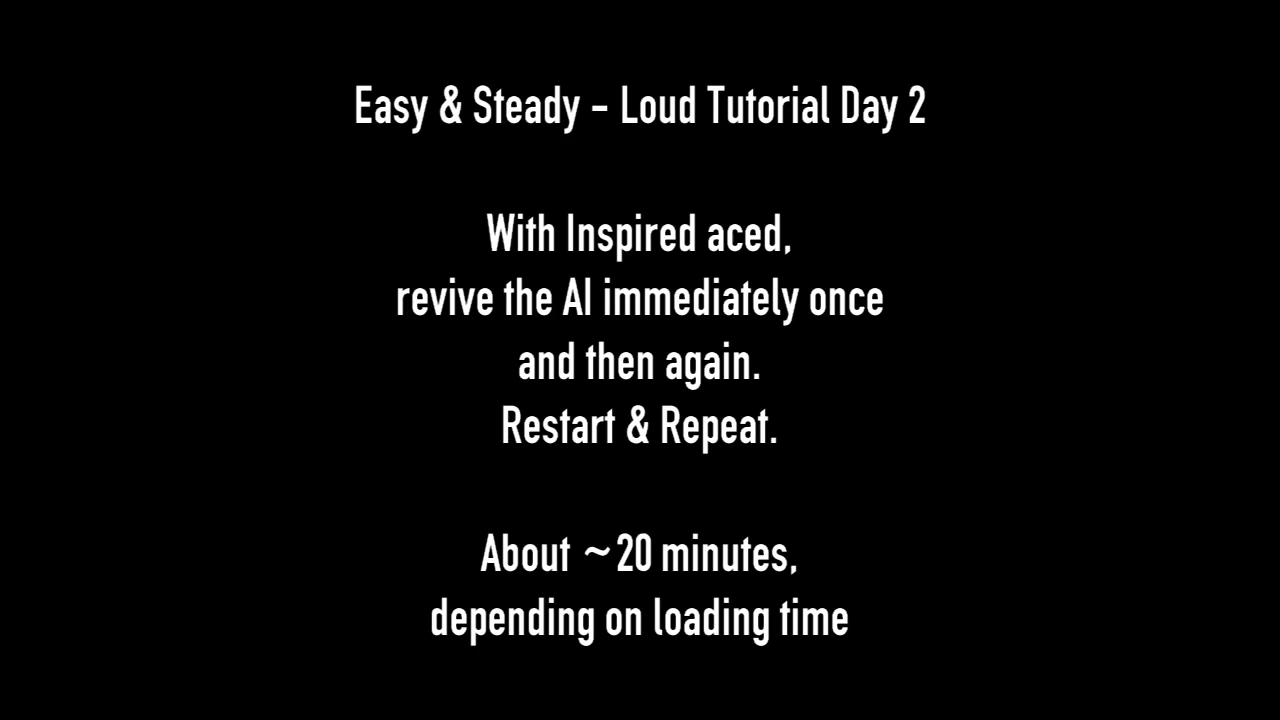 Easy & Steady – Loud Tutorial Day 2
With Inspired aced,
revive the AI immediately once
and then again.
Restart & Repeat.
About ~20 minutes,
depending on loading time